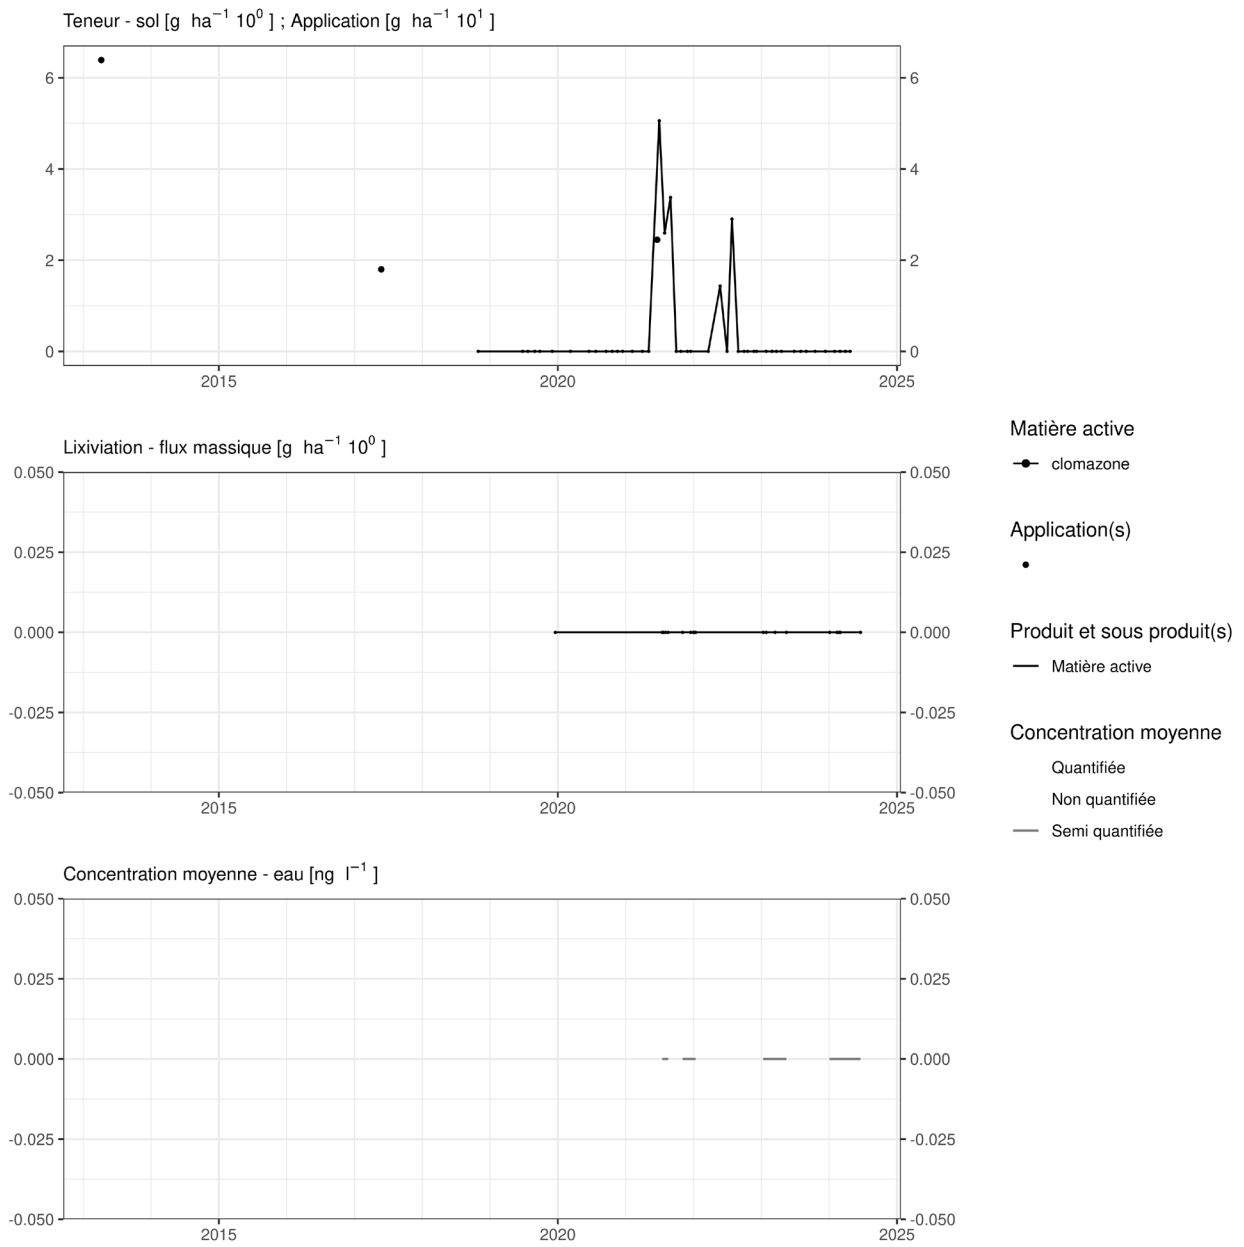 Teneur - sol [g ha⁻¹ 10⁰ ] ; Application [g ha⁻¹ 10¹ ]
6 6
4 4
2 2
0 0
2015 2020 2025
Lixiviation - flux massique [g ha⁻¹ 10⁰ ]
0.050 0.050
0.025 0.025
0.000 0.000
-0.025 -0.025
-0.050 -0.050
2015 2020 2025
Concentration moyenne - eau [ng l⁻¹ ]
0.050 0.050
0.025 0.025
0.000 0.000
-0.025 -0.025
-0.050 -0.050
2015 2020 2025
Matière active
clomazone
Application(s)
Produit et sous produit(s)
Matière active
Concentration moyenne
Quantifiée
Non quantifiée
Semi quantifiée